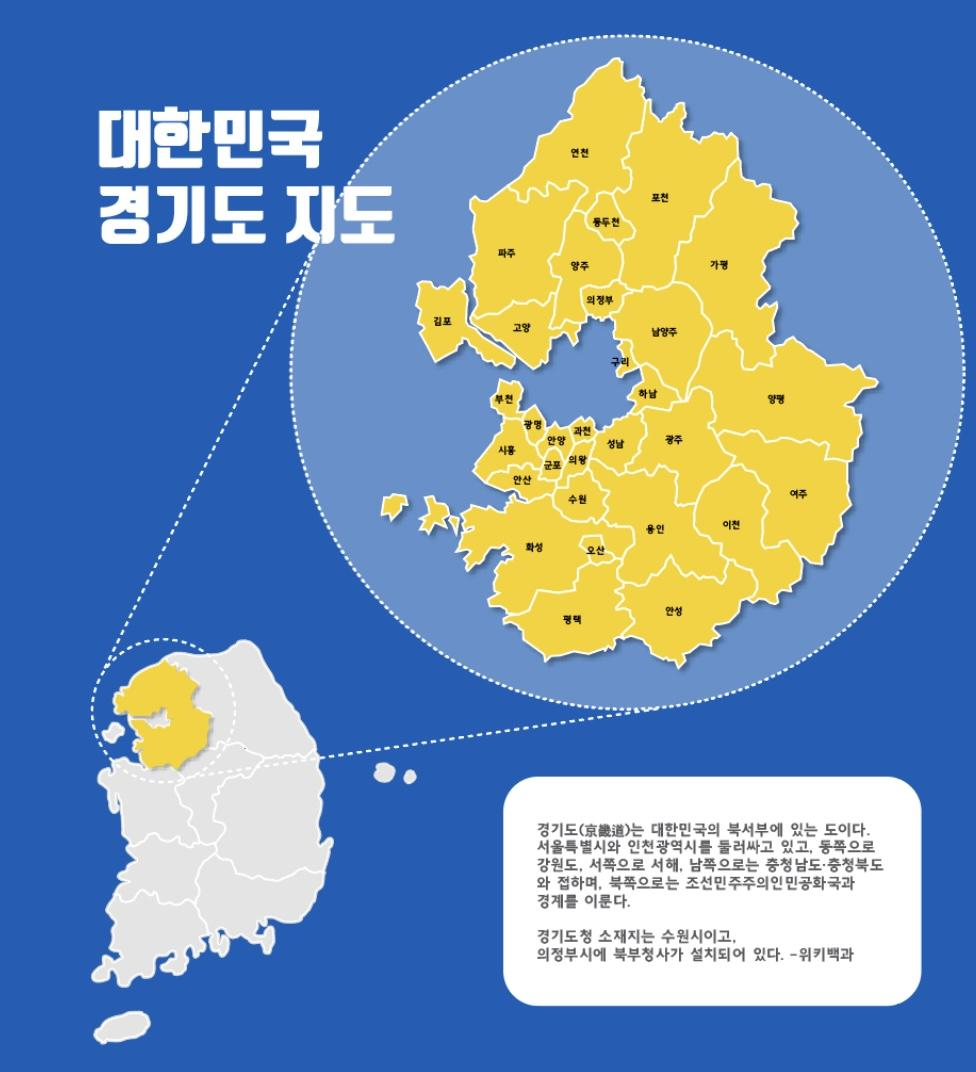 대한민국
경기도 지도
연천
포천
동두천
파주
양주
가평
의정부
김포
고양
남양주
구리
하남
부천
양평
광명
과천
안양
성남
광주
시흥
군포
의왕
안산
여주
수원
이천
용인
화성
오산
안성
평택
경기도(京畿道)는 대한민국의 북서부에 있는 도이다.
서울특별시와 인천광역시를 둘러싸고 있고, 동쪽으로
강원도, 서쪽으로 서해, 남쪽으로는 충청남도·충청북도
와 접하며, 북쪽으로는 조선민주주의인민공화국과
경계를 이룬다.
경기도청 소재지는 수원시이고,
의정부시에 북부청사가 설치되어 있다. -위키백과